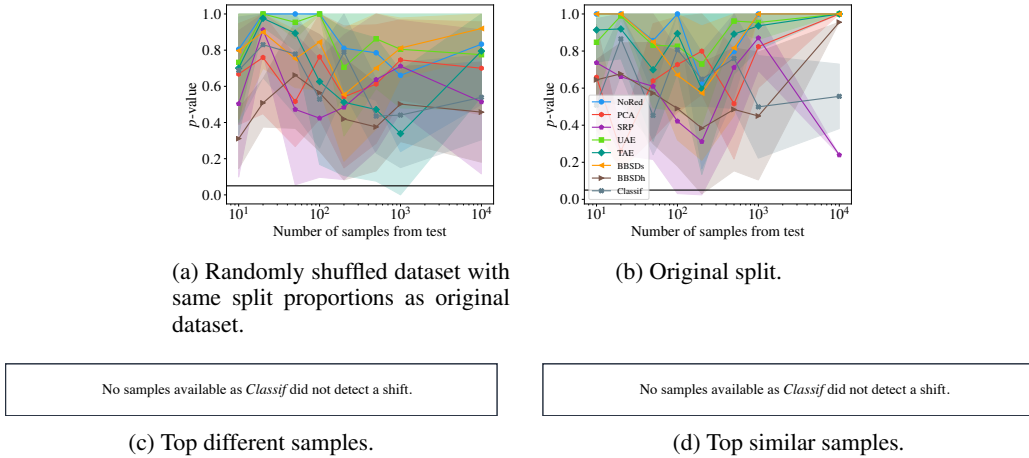 1.0
0.8
0.6
0.4
0.2
0.0
p-value
10¹
10²
10³
10⁴
Number of samples from test
1.0
0.8
0.6
0.4
0.2
0.0
p-value
NoRed
PCA
SRP
UAE
TAE
BBSDs
BBSDh
Classif
10¹
10²
10³
10⁴
Number of samples from test
(a) Randomly shuffled dataset with
same split proportions as original
dataset.
(b) Original split.
No samples available as Classif did not detect a shift.
No samples available as Classif did not detect a shift.
(c) Top different samples.
(d) Top similar samples.